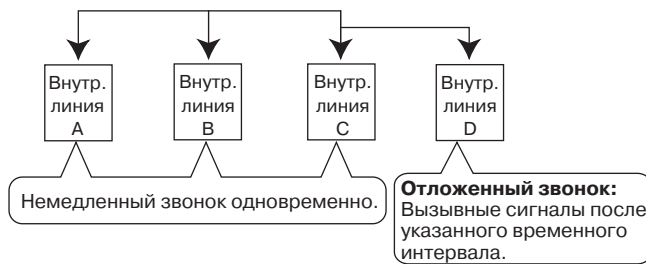 Внутр.
линия
A
Внутр.
линия
B
Внутр.
линия
C
Внутр.
линия
D
Немедленный звонок одновременно.
Отложенный звонок:
Вызывные сигналы после
указанного временного
интервала.